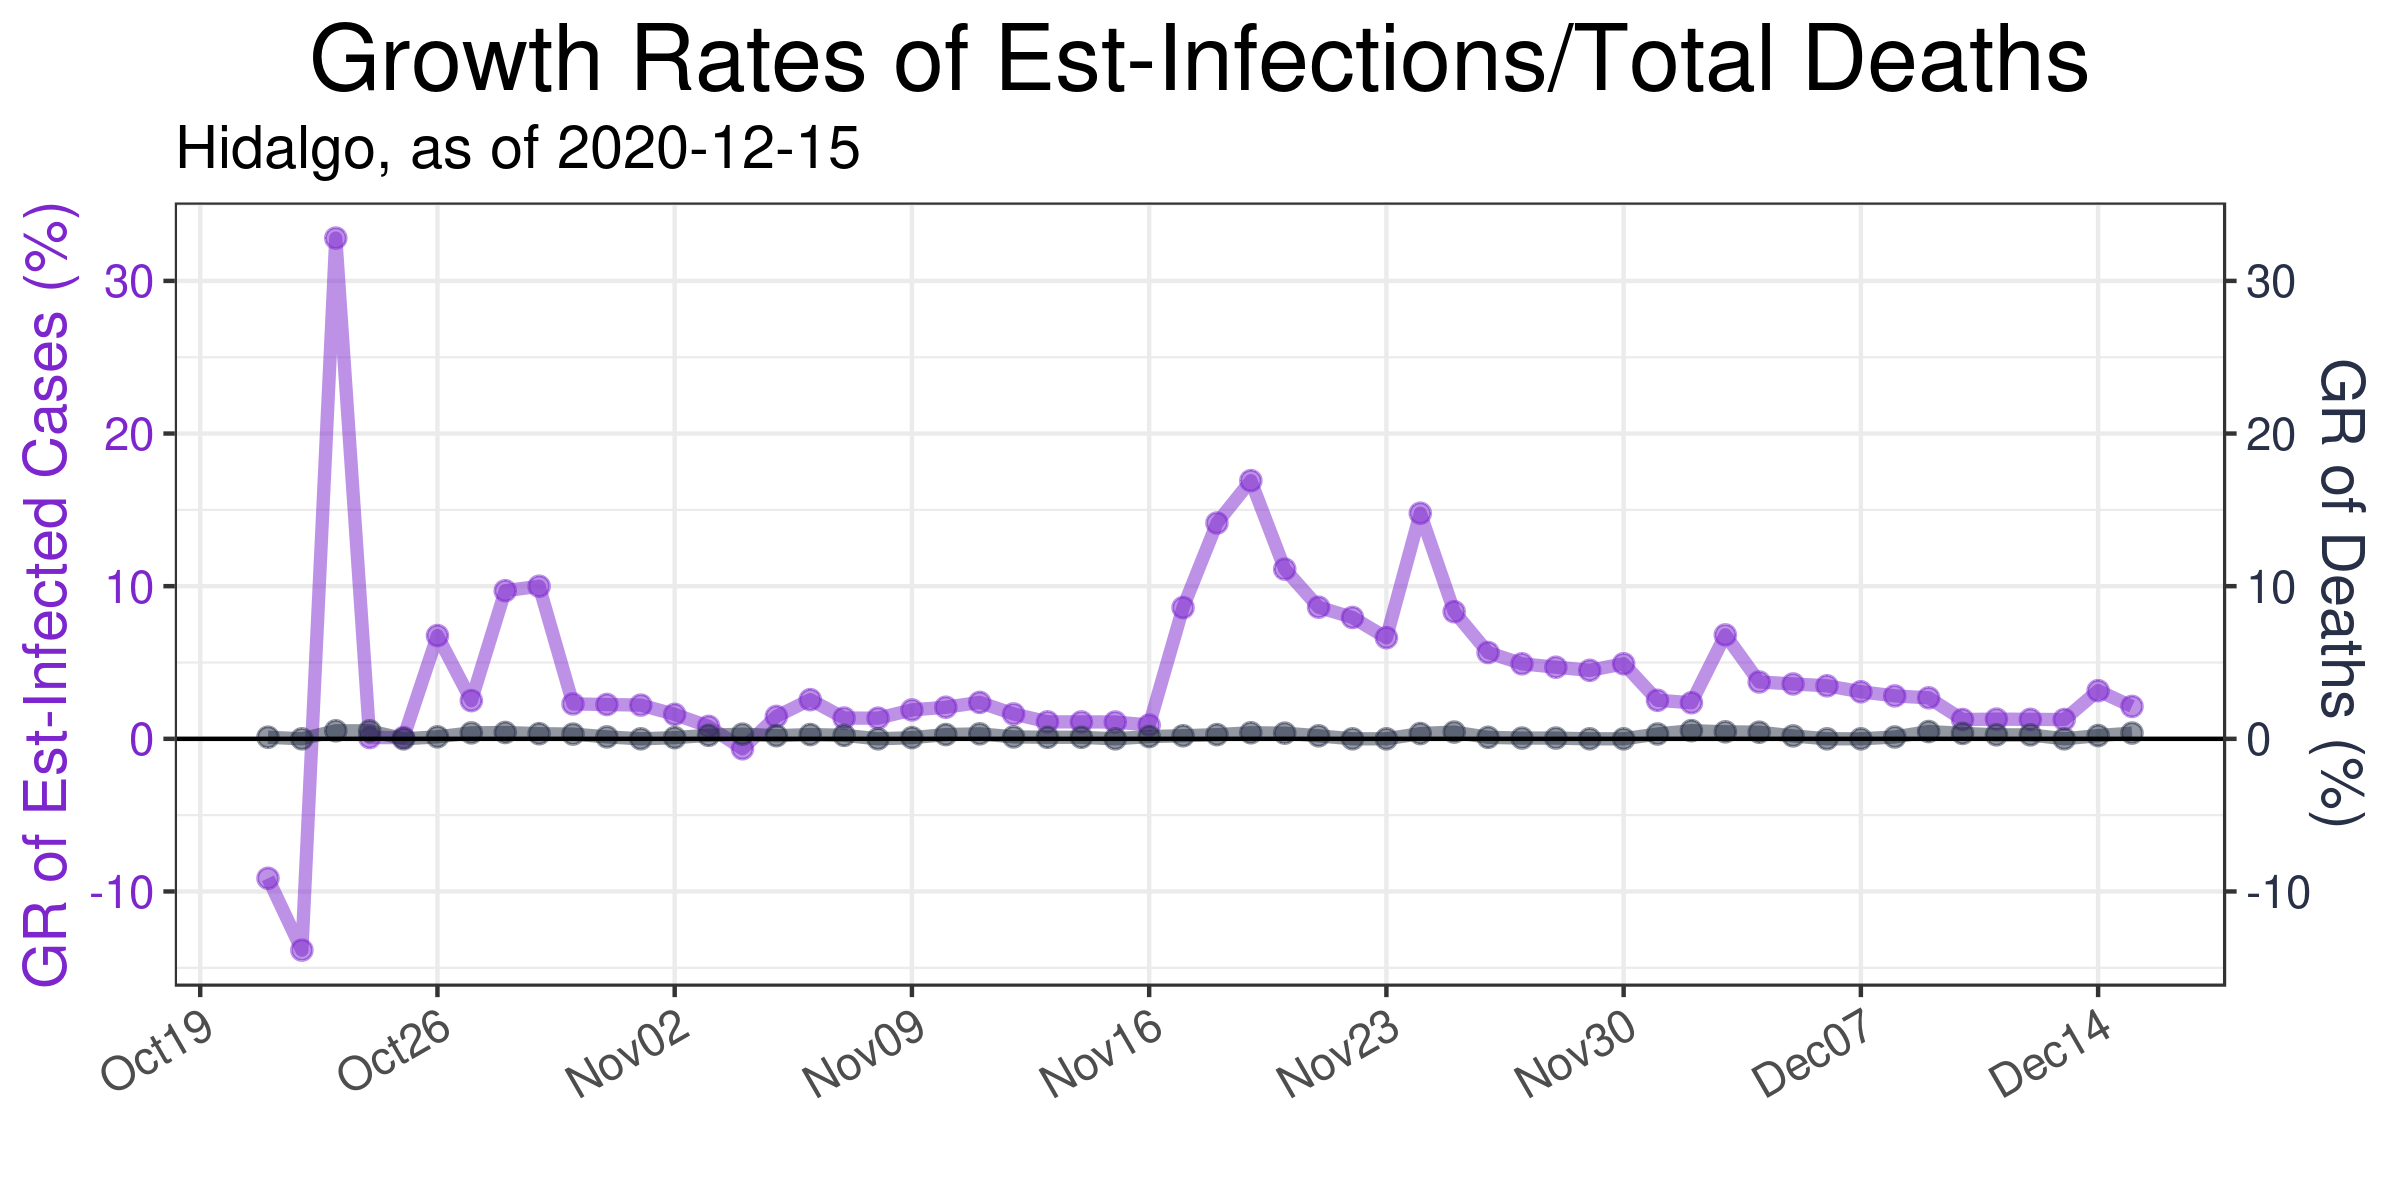 Growth Rates of Est-Infections/Total Deaths
Hidalgo, as of 2020-12-15
GR of Est-Infected Cases (%)
30
20
10
0
-10
30
20
10
0
-10
GR of Deaths (%)
Oct19
Oct26
Nov02
Nov09
Nov16
Nov23
Nov30
Dec07
Dec14